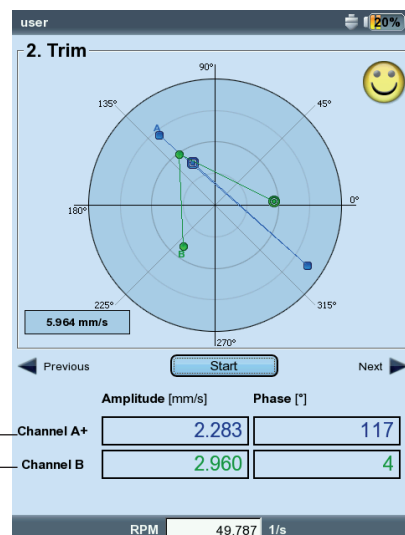 user 20%
2. Trim
90°
135° 45°
A
180° 0°
B
225° 315°
5.964 mm/s
270°
Previous Start Next
Amplitude [mm/s] Phase [°]
Channel A+ 2.283 117
Channel B 2.960 4
RPM 49.787 1/s